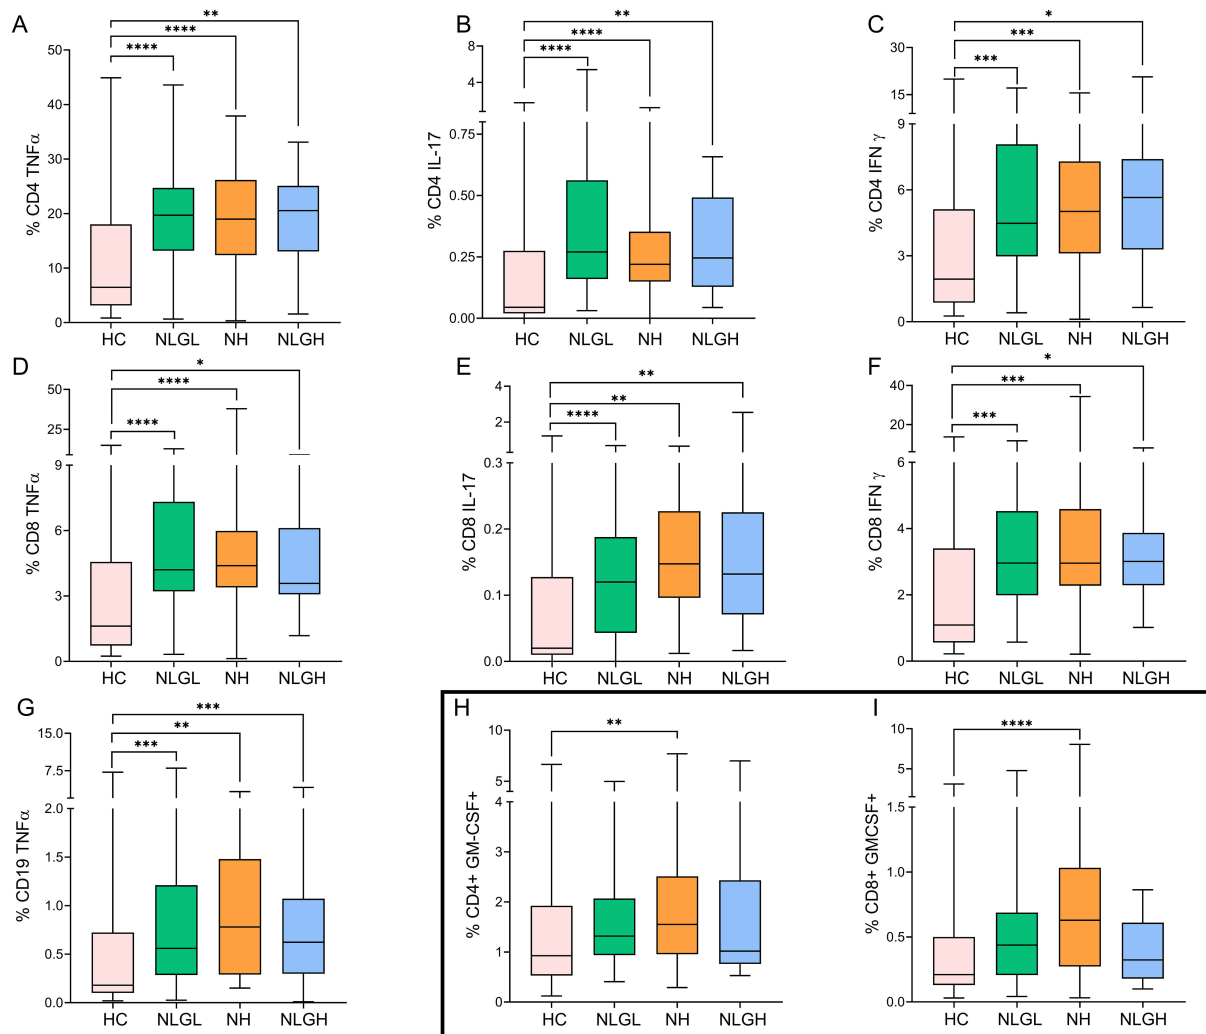 A
**
****
****
50
40
30
20
10
0
% CD4 TNFα
HC NLGL NH NLGH
B
**
****
****
8
4
0.75
0.50
0.25
0.00
% CD4 IL-17
HC NLGL NH NLGH
C
*
***
***
30
15
9
6
3
0
% CD4 IFN γ
HC NLGL NH NLGH
D
*
****
****
50
25
9
6
3
0
% CD8 TNFα
HC NLGL NH NLGH
E
**
**
****
4
2
0.3
0.2
0.1
0.0
% CD8 IL-17
HC NLGL NH NLGH
F
*
***
***
40
20
6
4
2
0
% CD8 IFN γ
HC NLGL NH NLGH
G
***
**
***
15.0
7.5
2.0
1.5
1.0
0.5
0.0
% CD19 TNFα
HC NLGL NH NLGH
H
**
10
5
4
3
2
1
0
% CD4+ GM-CSF+
HC NLGL NH NLGH
I
****
10
5
1.5
1.0
0.5
0.0
% CD8+ GMCSF+
HC NLGL NH NLGH